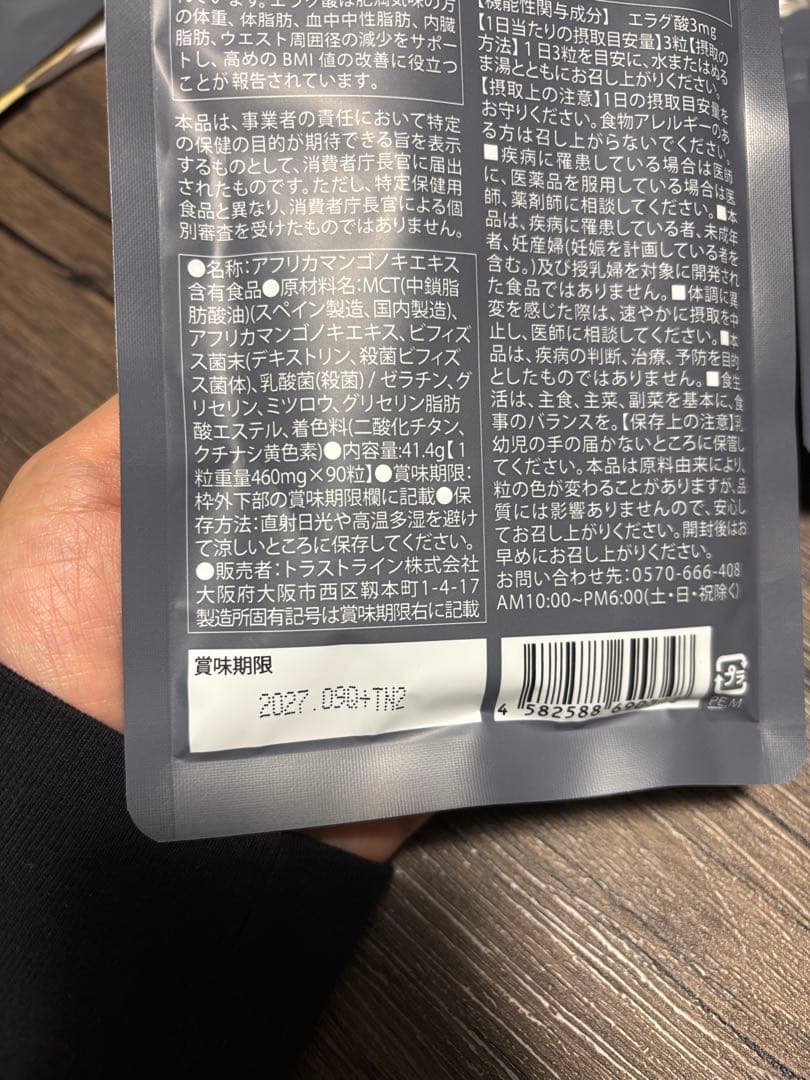 の体重、体脂肪、血中中性脂肪、内臓
脂肪、ウエスト周囲径の減少をサポー
トし、高めのBMI値の改善に役立つ
ことが報告されています。
本品は、事業者の責任において特定
の保健の目的が期待できる旨を表示
するものとして、消費者庁長官に届出
されたものです。ただし、特定保健用
食品と異なり、消費者庁長官による個
別審査を受けたものではありません。
●名称:アフリカマンゴノキエキス
含有食品●原材料名:MCT(中鎖脂
肪酸油)(スペイン製造、国内製造)、
アフリカマンゴノキエキス、ビフィズ
ス菌末(デキストリン、殺菌ビフィズ
ス菌体)、乳酸菌(殺菌) / ゼラチン、グ
リセリン、ミツロウ、グリセリン脂肪
酸エステル、着色料(二酸化チタン、
クチナシ黄色素)●内容量:41.4g【1
粒重量460mg×90粒】●賞味期限:
枠外下部の賞味期限欄に記載●保
存方法:直射日光や高温多湿を避け
て涼しいところに保存してください。
●販売者:トラストライン株式会社
大阪府大阪市西区靱本町1-4-17
製造所固有記号は賞味期限右に記載
【機能性関与成分】 エラグ酸3mg
【1日当たりの摂取目安量】3粒【摂取の
方法】1日3粒を目安に、水またはぬる
ま湯とともにお召し上がりください。
【摂取上の注意】1日の摂取目安量を
お守りください。食物アレルギーのあ
る方は召し上がらないでください。
■疾病に罹患している場合は医師
に、医薬品を服用している場合は医
師、薬剤師に相談してください。■本
品は、疾病に罹患している者、未成年
者、妊産婦(妊娠を計画している者を
含む。)及び授乳婦を対象に開発され
た食品ではありません。■体調に異
変を感じた際は、速やかに摂取を中
止し、医師に相談してください。■本
品は、疾病の判断、治療、予防を目的
としたものではありません。■食生
活は、主食、主菜、副菜を基本に、食
事のバランスを。【保存上の注意】乳
幼児の手の届かないところに保管し
てください。本品は原料由来により、
粒の色が変わることがありますが、品
質には影響ありませんので、安心し
てお召し上がりください。開封後はお
早めにお召し上がりください。
お問い合わせ先:0570-666-408
AM10:00~PM6:00(土・日・祝除く)
賞味期限
2027.09Q+TN2
4 582588
プラ
PE,M